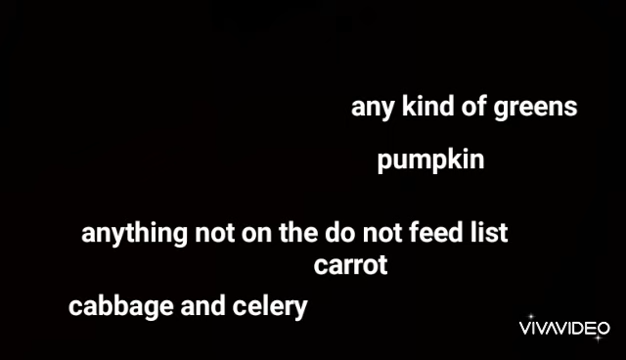 any kind of greens
pumpkin
anything not on the do not feed list
carrot
cabbage and celery
VIVAVIDEO